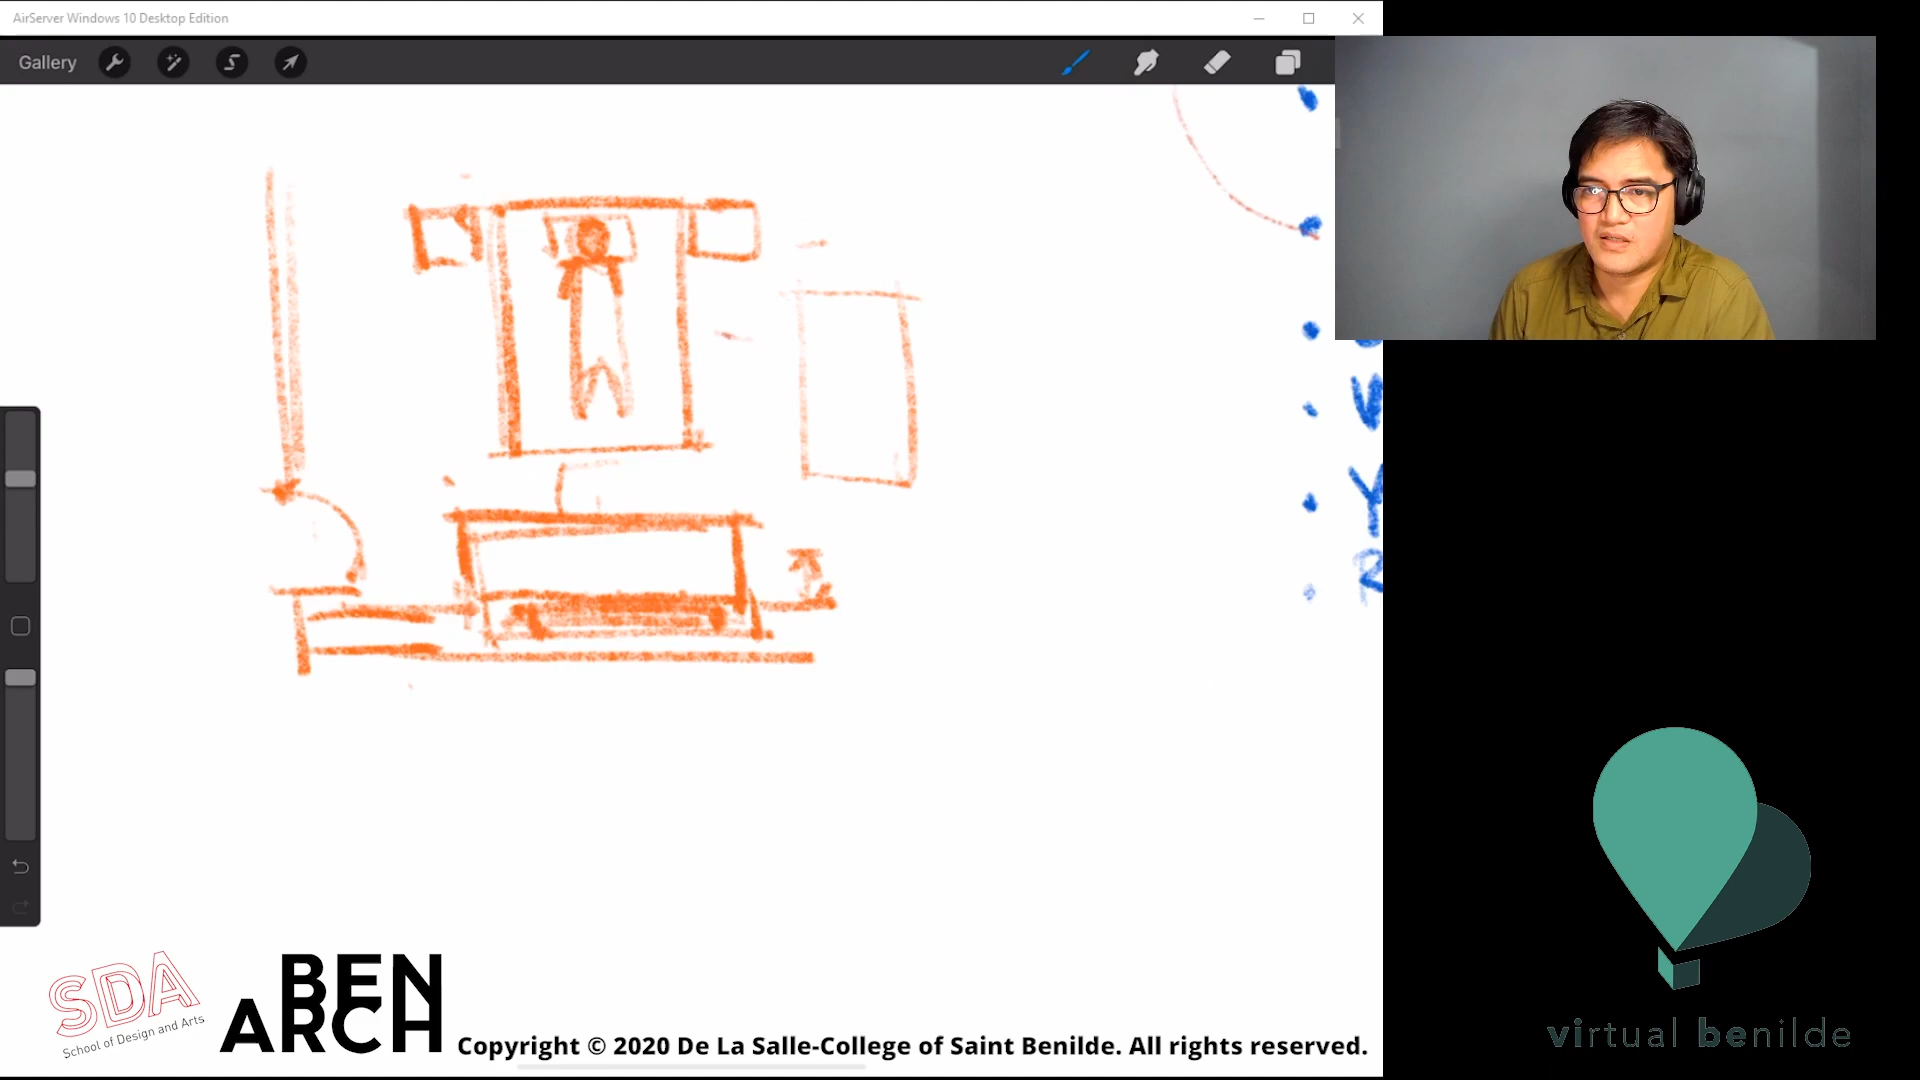 AirServer Windows 10 Desktop Edition
Gallery
Y
R
SDA
School of Design and Arts
BEN
ARCH
Copyright © 2020 De La Salle-College of Saint Benilde. All rights reserved.
virtual benilde